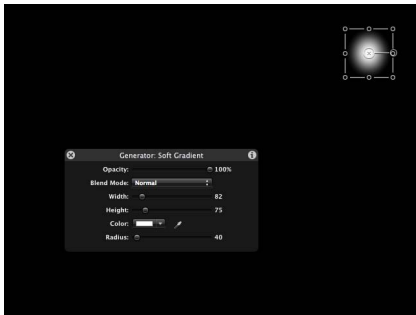 Generator: Soft Gradient
Opacity: 100%
Blend Mode: Normal
Width: 82
Height: 75
Color:
Radius: 40